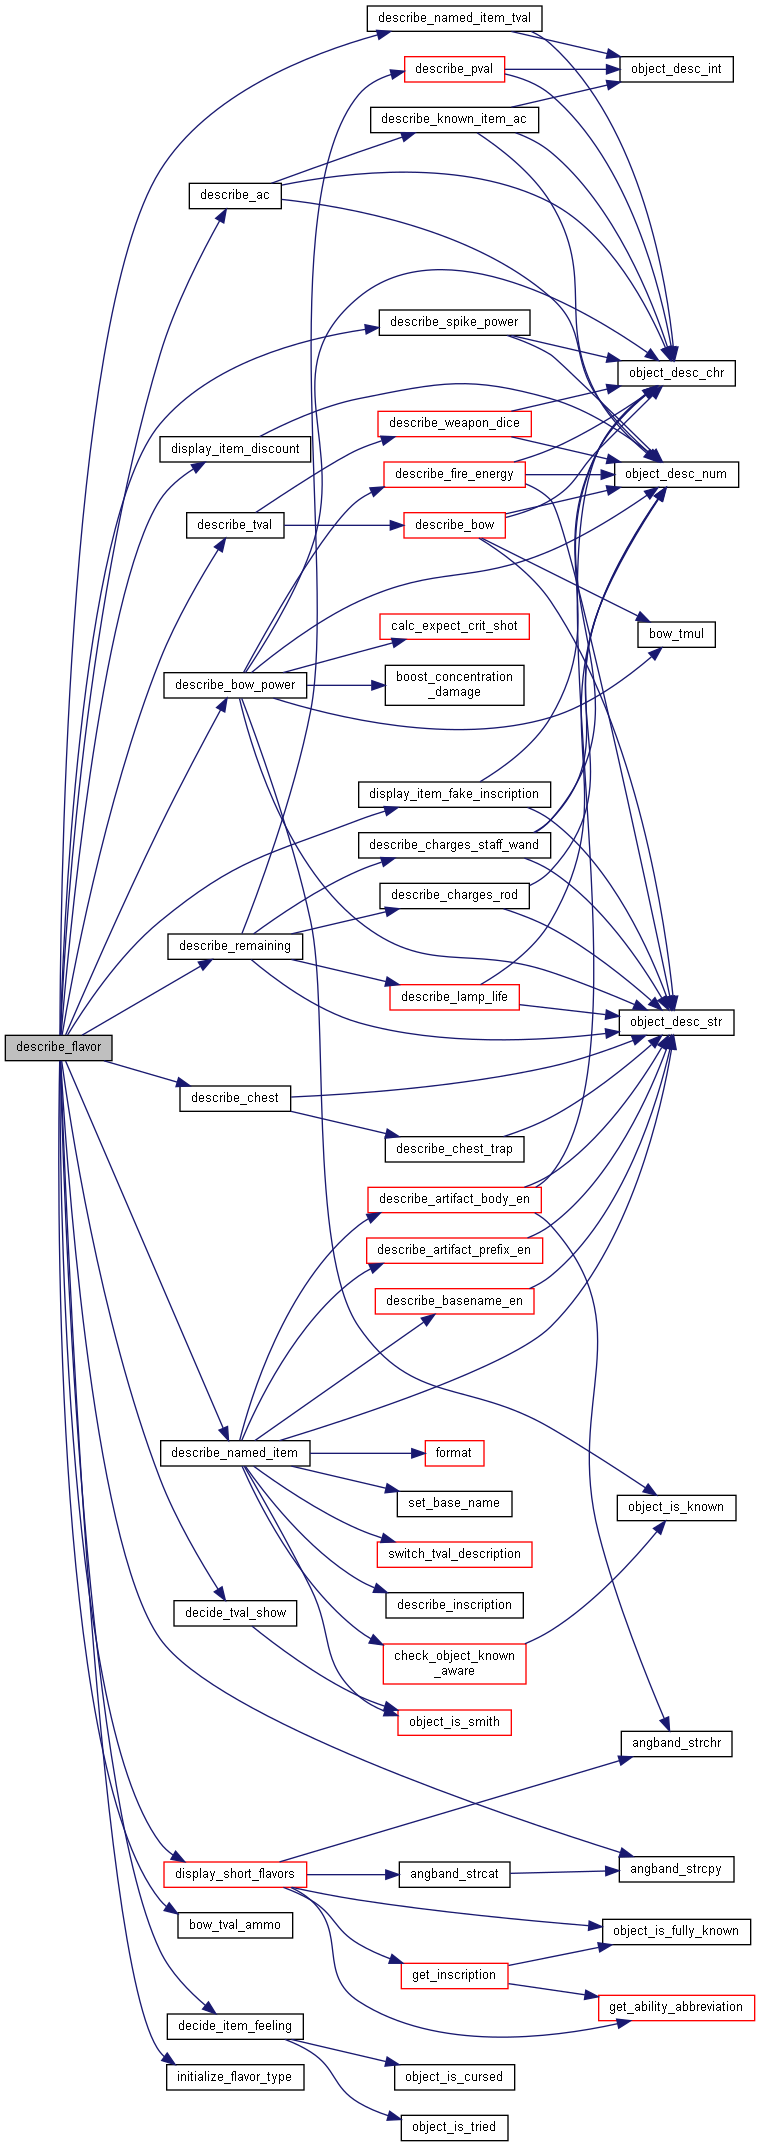 describe_named_item_tval
object_desc_int
describe_pval
describe_known_item_ac
describe_ac
describe_spike_power
object_desc_chr
describe_weapon_dice
display_item_discount
describe_fire_energy
object_desc_num
describe_tval
describe_bow
calc_expect_crit_shot
bow_tmul
describe_bow_power
boost_concentration
_damage
display_item_fake_inscription
describe_charges_staff_wand
describe_charges_rod
describe_remaining
describe_lamp_life
object_desc_str
describe_flavor
describe_chest
describe_chest_trap
describe_artifact_body_en
describe_artifact_prefix_en
describe_basename_en
describe_named_item
format
set_base_name
object_is_known
switch_tval_description
describe_inscription
decide_tval_show
check_object_known
_aware
object_is_smith
angband_strchr
display_short_flavors
angband_strcat
angband_strcpy
bow_tval_ammo
object_is_fully_known
get_inscription
get_ability_abbreviation
decide_item_feeling
initialize_flavor_type
object_is_cursed
object_is_tried